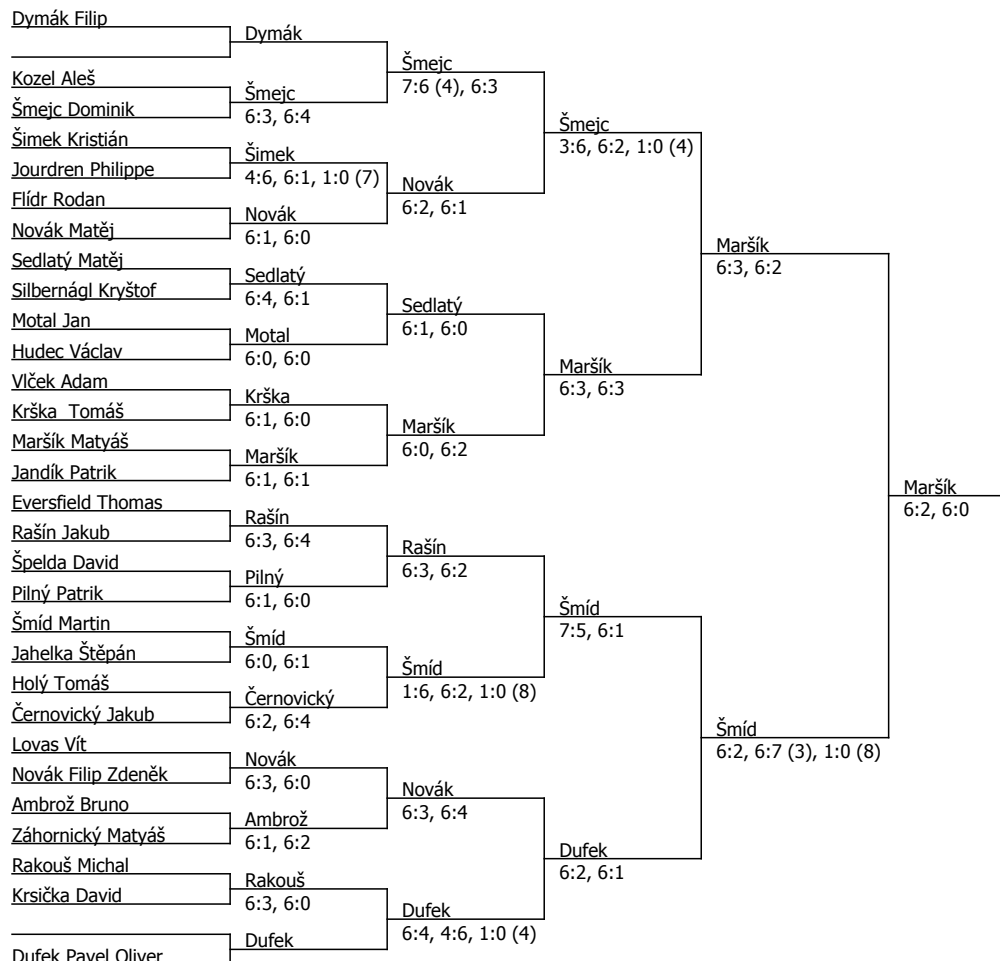 Dymák Filip
Kozel Aleš
Šmejc Dominik
Šimek Kristián
Jourdren Philippe
Flídr Rodan
Novák Matěj
Sedlatý Matěj
Silbernágl Kryštof
Motal Jan
Hudec Václav
Vlček Adam
Krška  Tomáš
Maršík Matyáš
Jandík Patrik
Eversfield Thomas
Rašín Jakub
Špelda David
Pilný Patrik
Šmíd Martin
Jahelka Štěpán
Holý Tomáš
Černovický Jakub
Lovas Vít
Novák Filip Zdeněk
Ambrož Bruno
Záhornický Matyáš
Rakouš Michal
Krsička David
Dufek Pavel Oliver
Dymák
Šmejc
6:3, 6:4
Šimek
4:6, 6:1, 1:0 (7)
Novák
6:1, 6:0
Sedlatý
6:4, 6:1
Motal
6:0, 6:0
Krška
6:1, 6:0
Maršík
6:1, 6:1
Rašín
6:3, 6:4
Pilný
6:1, 6:0
Šmíd
6:0, 6:1
Černovický
6:2, 6:4
Novák
6:3, 6:0
Ambrož
6:1, 6:2
Rakouš
6:3, 6:0
Dufek
Šmejc
7:6 (4), 6:3
Novák
6:2, 6:1
Sedlatý
6:1, 6:0
Maršík
6:0, 6:2
Rašín
6:3, 6:2
Šmíd
1:6, 6:2, 1:0 (8)
Novák
6:3, 6:4
Dufek
6:4, 4:6, 1:0 (4)
Šmejc
3:6, 6:2, 1:0 (4)
Maršík
6:3, 6:3
Šmíd
7:5, 6:1
Dufek
6:2, 6:1
Maršík
6:3, 6:2
Šmíd
6:2, 6:7 (3), 1:0 (8)
Maršík
6:2, 6:0